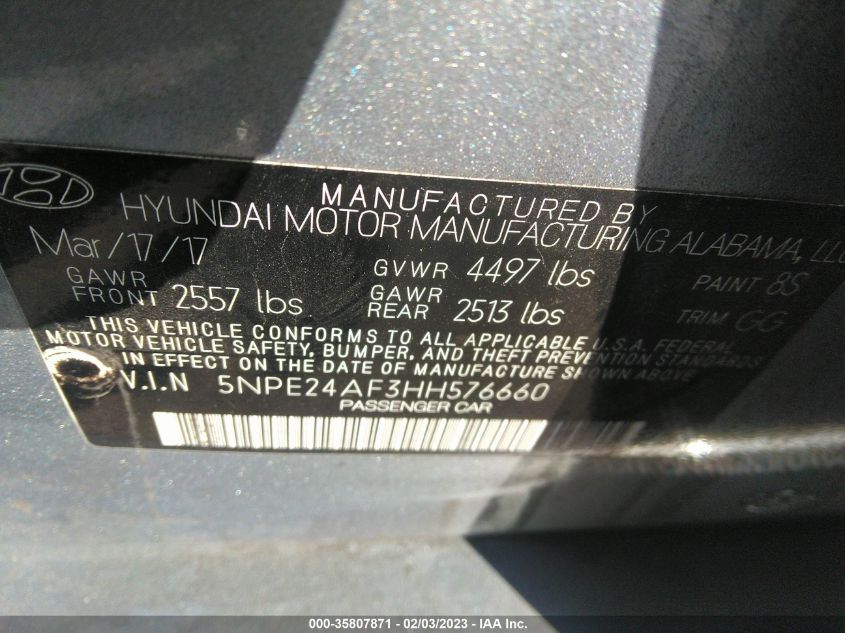 MANUFACTURED BY
HYUNDAI MOTOR MANUFACTURING ALABAMA, LLC
Mar/17/17
GVWR 4497 lbs
PAINT 8S
GAWR FRONT 2557 lbs
GAWR REAR 2513 lbs
TRIM GG
THIS VEHICLE CONFORMS TO ALL APPLICABLE U.S.A. FEDERAL
MOTOR VEHICLE SAFETY, BUMPER, AND THEFT PREVENTION STANDARDS
IN EFFECT ON THE DATE OF MANUFACTURE SHOWN ABOVE
V.I.N 5NPE24AF3HH576660
PASSENGER CAR
000-35807871 - 02/03/2023 - IAA Inc.